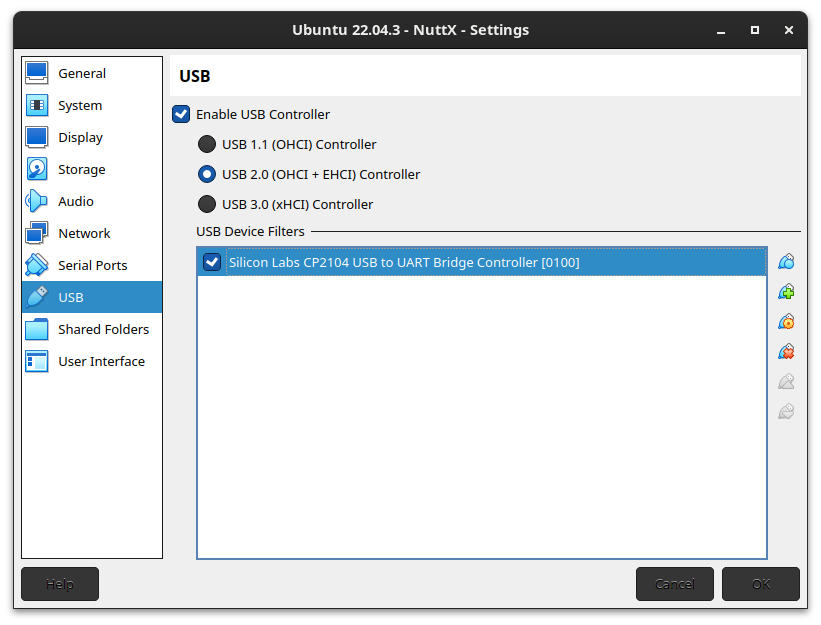 Ubuntu 22.04.3 - NuttX - Settings
General
System
Display
Storage
Audio
Network
Serial Ports
USB
Shared Folders
User Interface
USB
Enable USB Controller
USB 1.1 (OHCI) Controller
USB 2.0 (OHCI + EHCI) Controller
USB 3.0 (xHCI) Controller
USB Device Filters
Silicon Labs CP2104 USB to UART Bridge Controller [0100]
Help
Cancel
OK